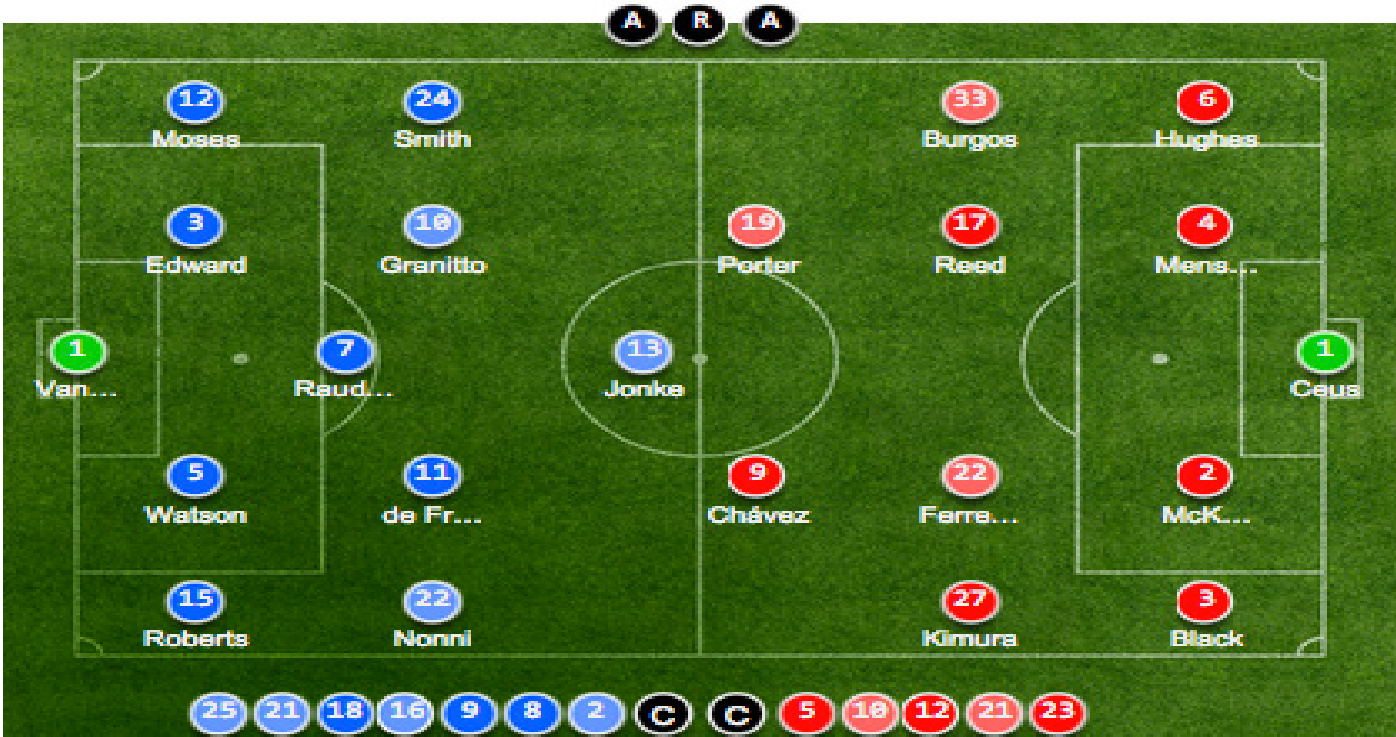 A R A
12 24 33 6
Moses Smith Burgos Hughes
3 10 19 17 4
Edward Granitto Porter Reed Mens...
1 7 13 1
Van... Raud... Jonke Ceus
5 11 9 22 2
Watson de Fr... Chávez Ferre... McK...
15 22 27 3
Roberts Nonni Kimura Black
25 21 18 16 9 8 2 C C 5 10 12 21 23